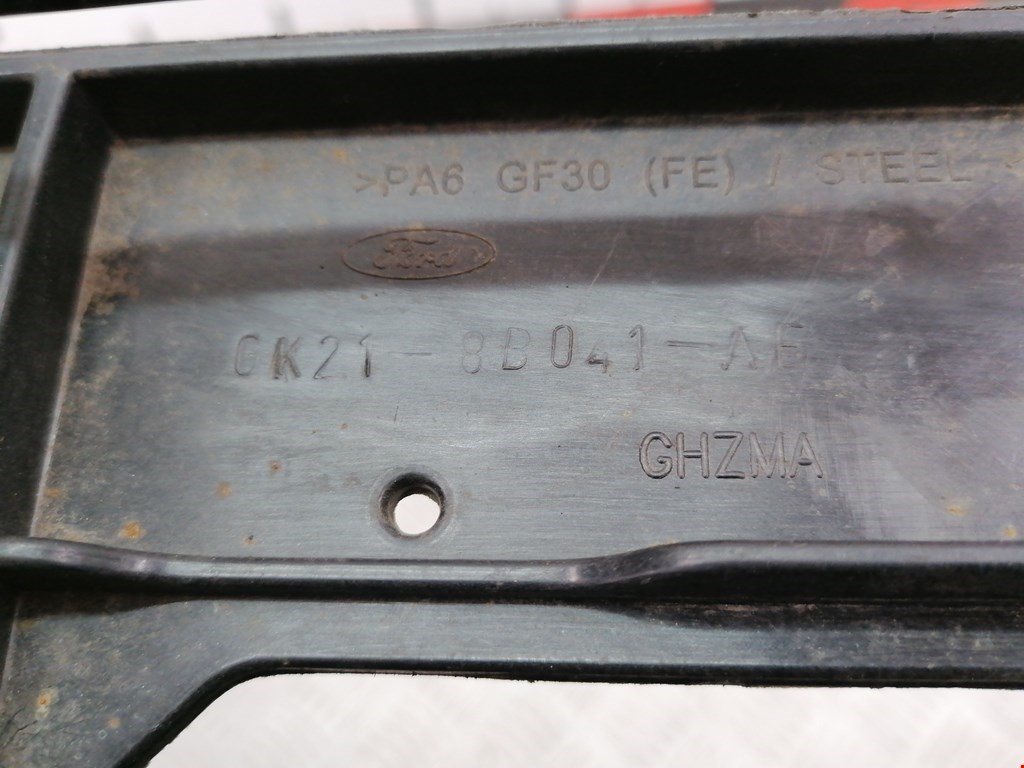 >PA6 GF30 (FE) / STEEL
Ford
GK21-8B041-AE
GHZMA